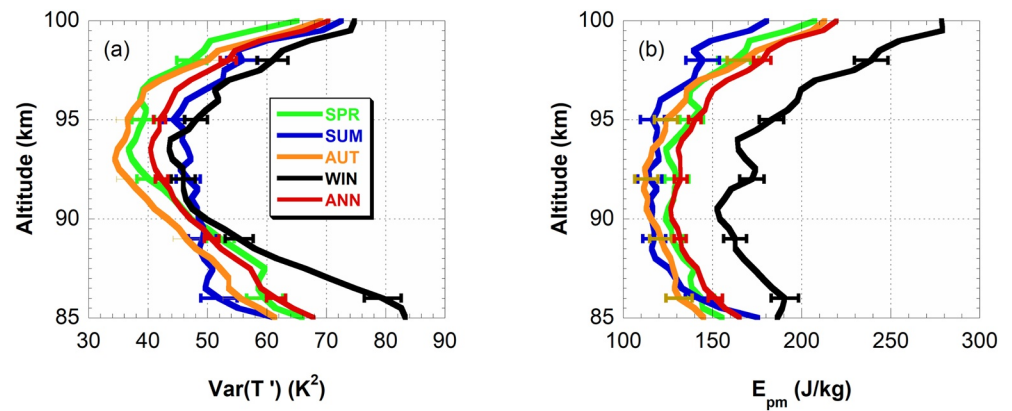 100
95
90
85
Altitude (km)
(a)
SPR
SUM
AUT
WIN
ANN
30 40 50 60 70 80 90
Var(T ') (K²)
100
95
90
85
Altitude (km)
(b)
100 150 200 250 300
E_pm (J/kg)